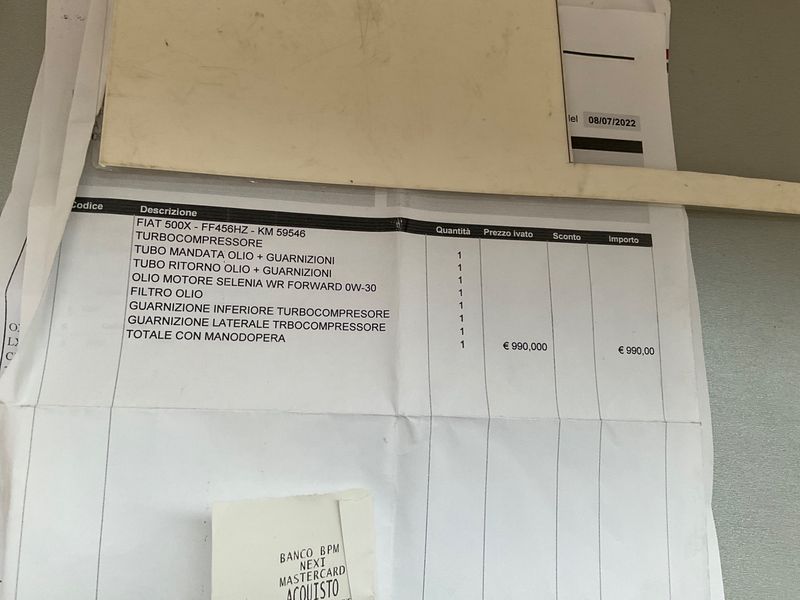 del 08/07/2022
Codice Descrizione Quantità Prezzo ivato Sconto Importo
FIAT 500X - FF456HZ - KM 59546
TURBOCOMPRESSORE 1
TUBO MANDATA OLIO + GUARNIZIONI 1
TUBO RITORNO OLIO + GUARNIZIONI 1
OLIO MOTORE SELENIA WR FORWARD 0W-30 1
FILTRO OLIO 1
GUARNIZIONE INFERIORE TURBOCOMPRESORE 1
GUARNIZIONE LATERALE TRBOCOMPRESSORE 1
TOTALE CON MANODOPERA 1 € 990,000 € 990,00
BANCO BPM
NEXI
MASTERCARD
ACQUISTO